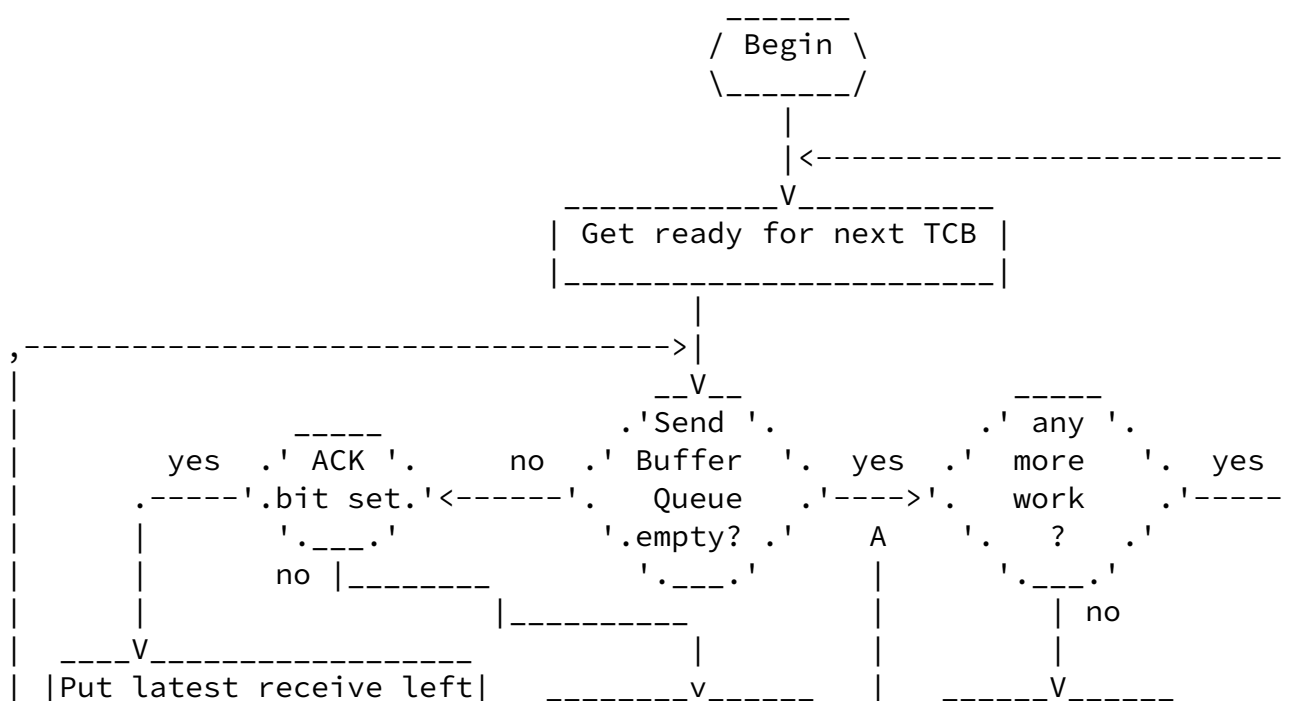 Begin
Get ready for next TCB
Send
ACK Buffer any
yes no yes more yes
bit set. Queue work
empty? A ?
no
no
V
Put latest receive left